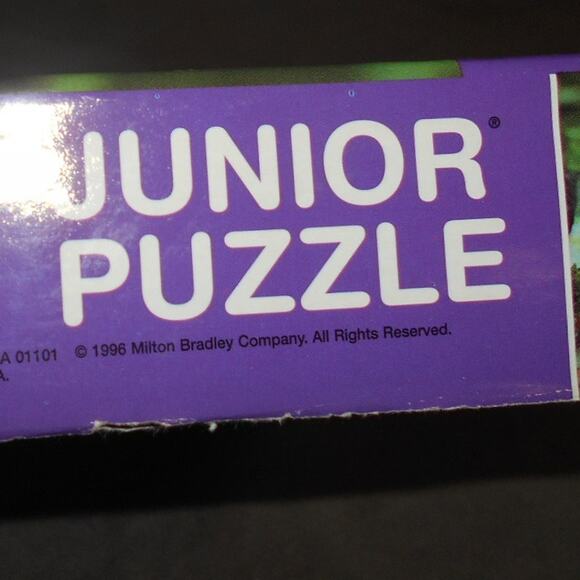 JUNIOR®
PUZZLE
A 01101 © 1996 Milton Bradley Company. All Rights Reserved.
A.